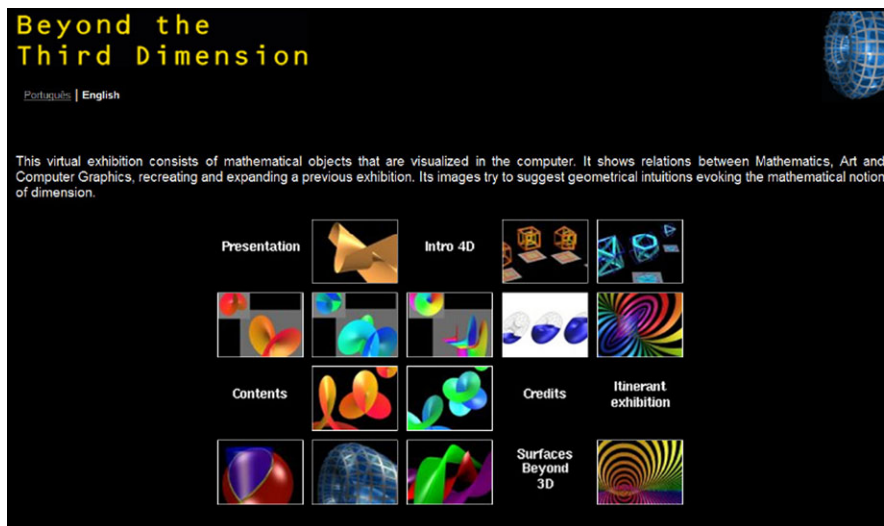 Beyond the
Third Dimension
Português | English
This virtual exhibition consists of mathematical objects that are visualized in the computer. It shows relations between Mathematics, Art and
Computer Graphics, recreating and expanding a previous exhibition. Its images try to suggest geometrical intuitions evoking the mathematical notion
of dimension.
Presentation
Intro 4D
Contents
Credits
Itinerant
exhibition
Surfaces
Beyond
3D